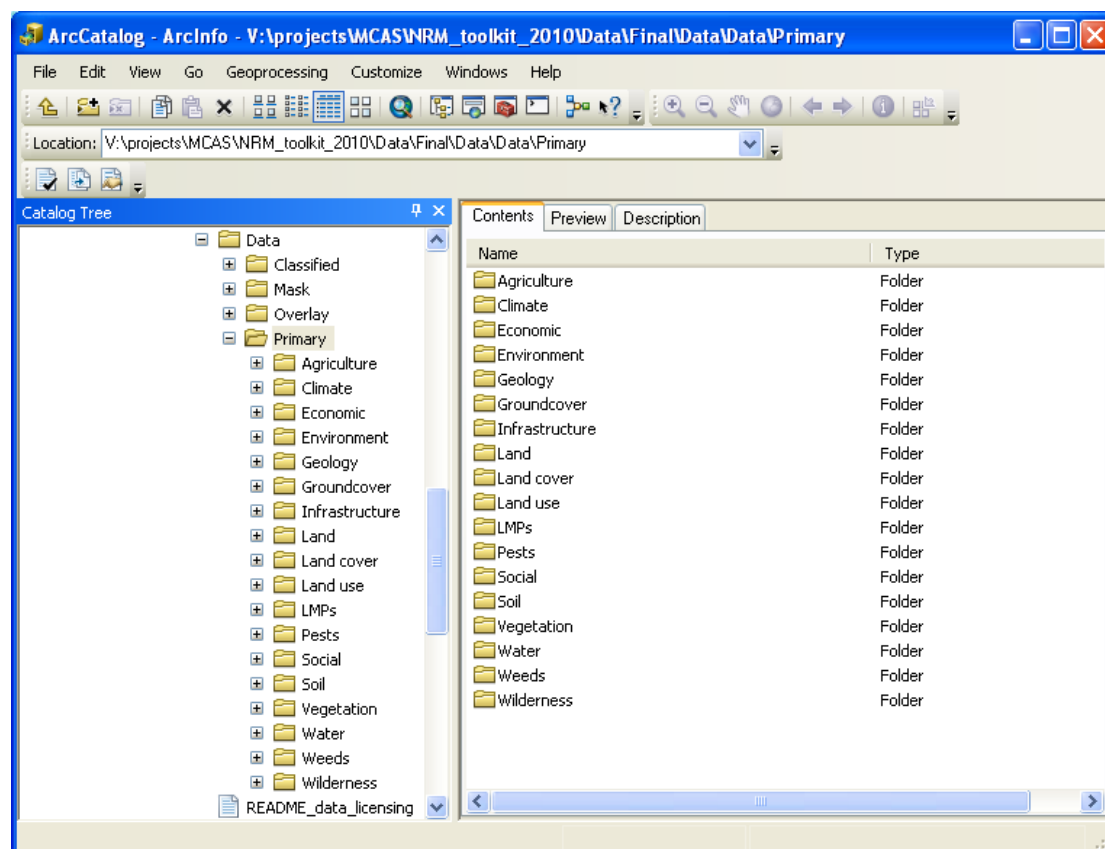 ArcCatalog - ArcInfo - V:\projects\MCAS\NRM_toolkit_2010\Data\Final\Data\Data\Primary
File Edit View Go Geoprocessing Customize Windows Help
Location: V:\projects\MCAS\NRM_toolkit_2010\Data\Final\Data\Data\Primary
Catalog Tree
Data
Classified
Mask
Overlay
Primary
Agriculture
Climate
Economic
Environment
Geology
Groundcover
Infrastructure
Land
Land cover
Land use
LMPs
Pests
Social
Soil
Vegetation
Water
Weeds
Wilderness
README_data_licensing
Contents Preview Description
Name Type
Agriculture Folder
Climate Folder
Economic Folder
Environment Folder
Geology Folder
Groundcover Folder
Infrastructure Folder
Land Folder
Land cover Folder
Land use Folder
LMPs Folder
Pests Folder
Social Folder
Soil Folder
Vegetation Folder
Water Folder
Weeds Folder
Wilderness Folder